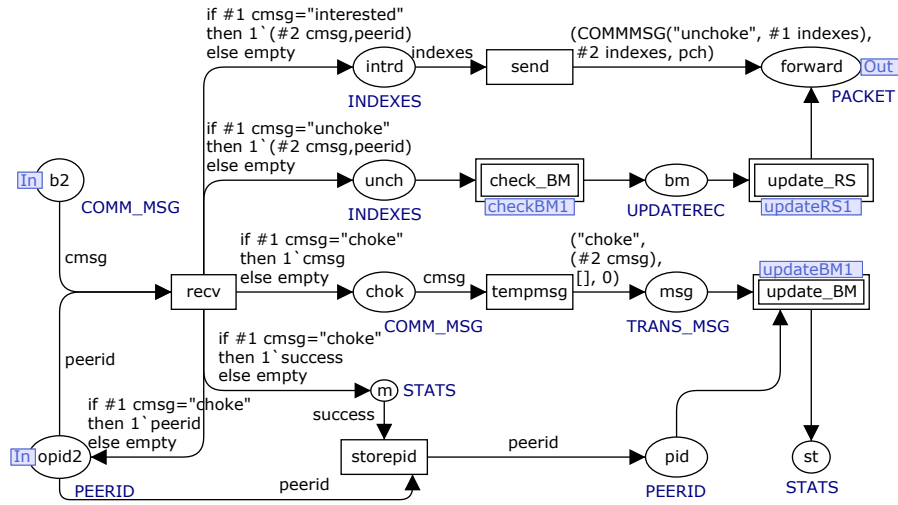 if #1 cmsg="interested"
then 1`(#2 cmsg,peerid)
else empty
intrd
INDEXES
indexes
send
(COMMMSG("unchoke", #1 indexes),
#2 indexes, pch)
forward
Out
PACKET
if #1 cmsg="unchoke"
then 1`(#2 cmsg,peerid)
else empty
In
b2
COMM_MSG
unch
INDEXES
check_BM
checkBM1
bm
UPDATEREC
update_RS
updateRS1
cmsg
if #1 cmsg="choke"
then 1`cmsg
else empty
("choke",
(#2 cmsg),
[], 0)
recv
chok
COMM_MSG
cmsg
tempmsg
msg
TRANS_MSG
updateBM1
update_BM
peerid
if #1 cmsg="choke"
then 1`success
else empty
m
STATS
success
if #1 cmsg="choke"
then 1`peerid
else empty
In
opid2
PEERID
peerid
storepid
peerid
pid
PEERID
st
STATS